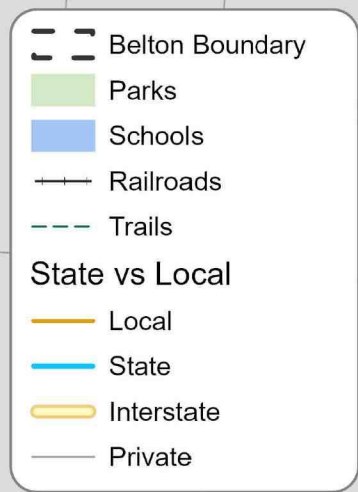 Belton Boundary
Parks
Schools
Railroads
Trails
State vs Local
Local
State
Interstate
Private